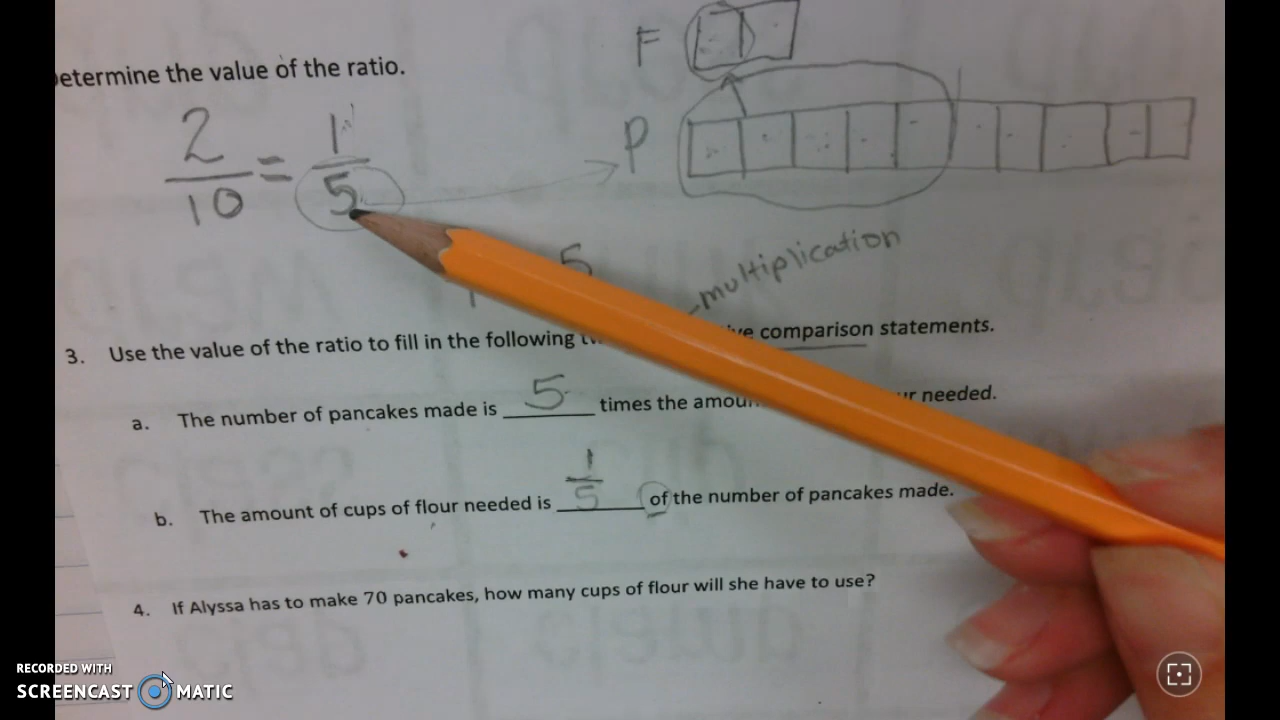 F
etermine the value of the ratio.
2/10 = 1/5
P
5
multiplication
3. Use the value of the ratio to fill in the following comparison statements.
a. The number of pancakes made is 5 times the needed.
b. The amount of cups of flour needed is 1/5 of the number of pancakes made.
4. If Alyssa has to make 70 pancakes, how many cups of flour will she have to use?
RECORDED WITH
SCREENCAST MATIC